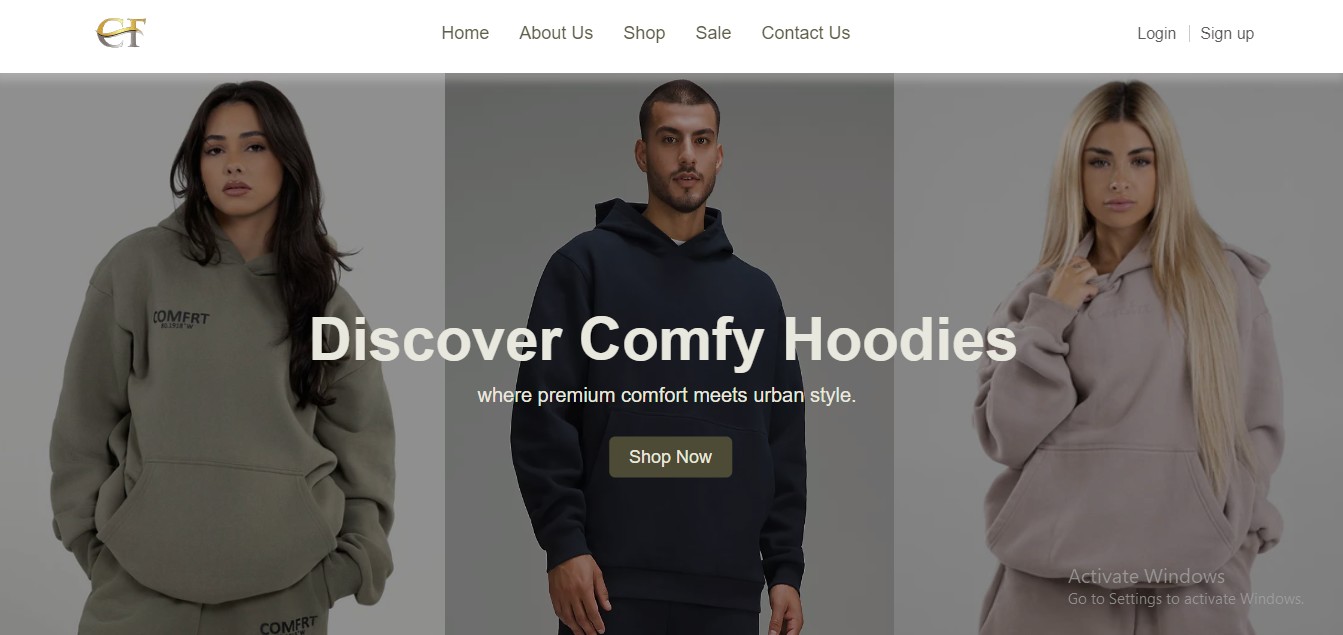 CF
Home About Us Shop Sale Contact Us Login Sign up
COMFRT
Discover Comfy Hoodies
where premium comfort meets urban style.
Shop Now
Activate Windows
Go to Settings to activate Windows.
COMFRT